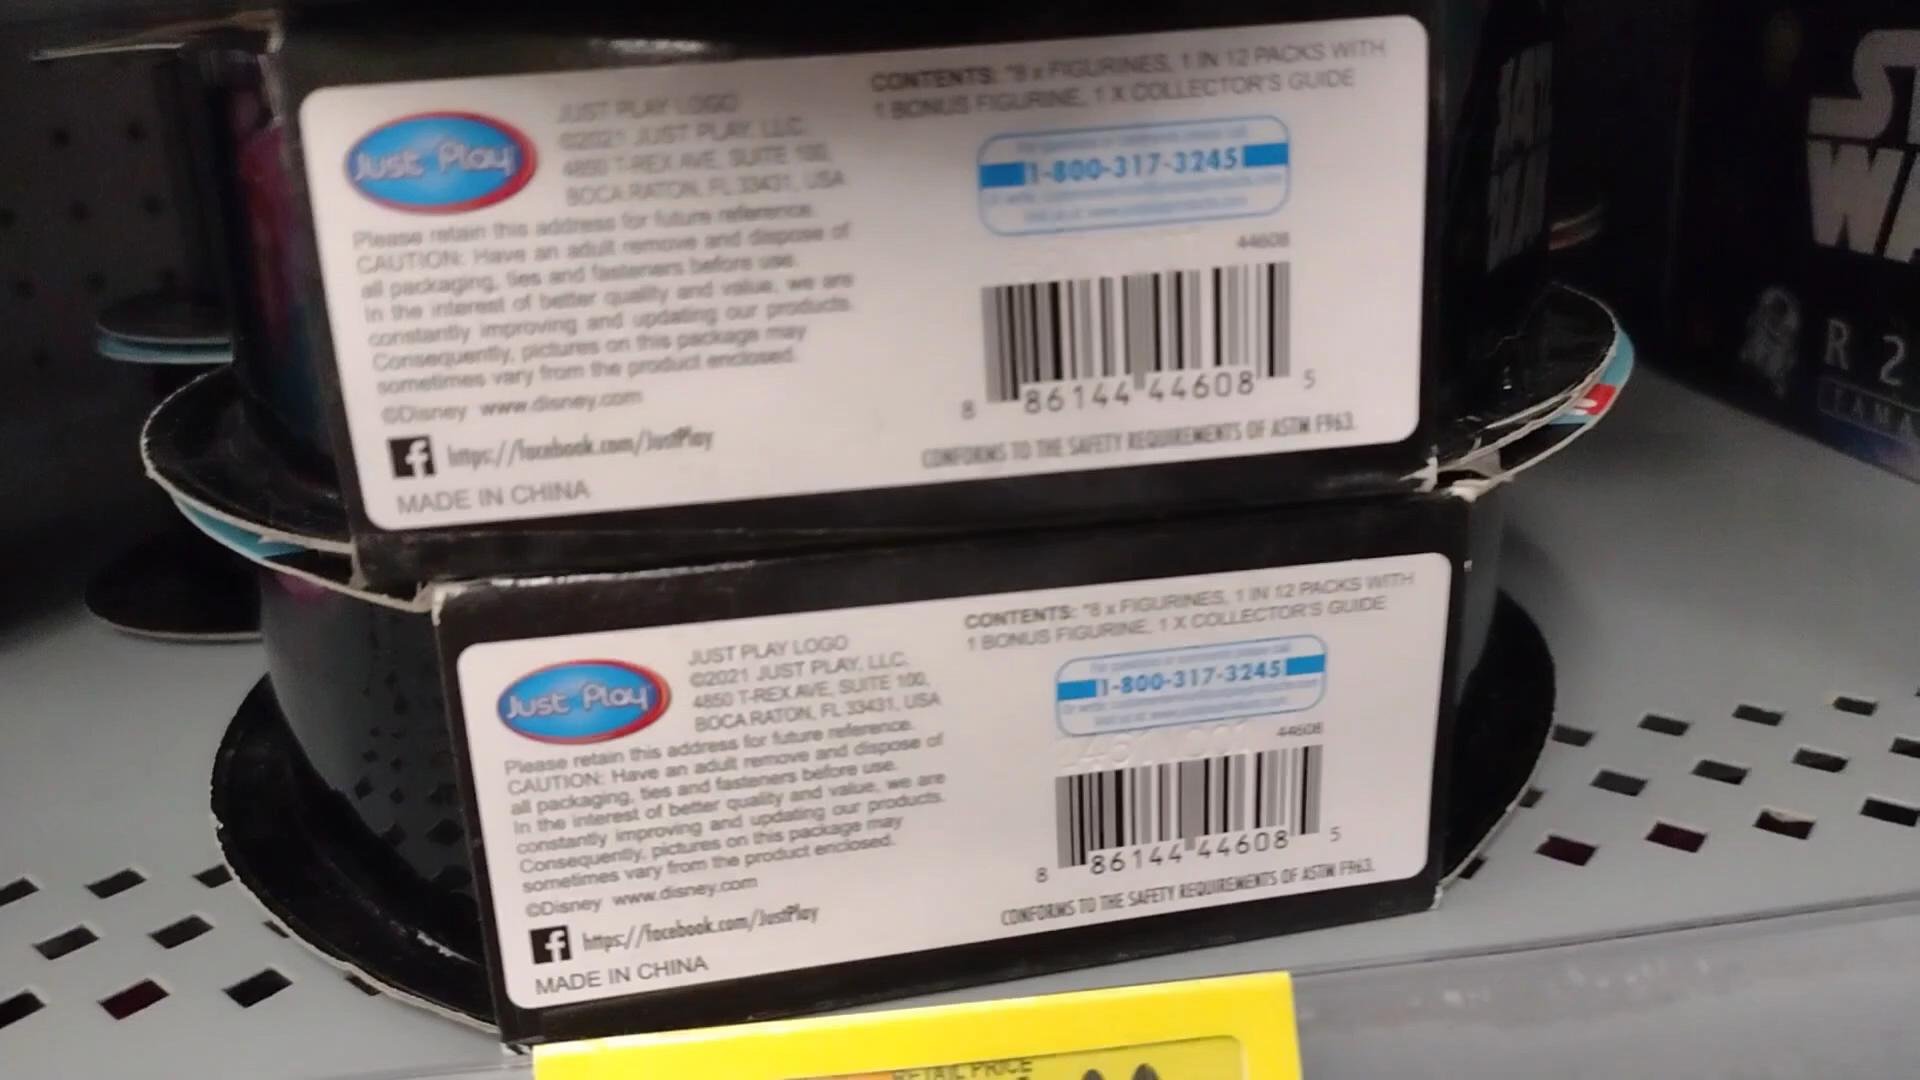 CONTENTS: *8 x FIGURINES, 1 IN 12 PACKS WITH
1 BONUS FIGURINE, 1 X COLLECTOR'S GUIDE
Just Play
JUST PLAY LOGO
©2021 JUST PLAY, LLC.
4850 T-REX AVE, SUITE 100,
BOCA RATON, FL 33431, USA
1-800-317-3245
Please retain this address for future reference.
CAUTION: Have an adult remove and dispose of
all packaging, ties and fasteners before use.
In the interest of better quality and value, we are
constantly improving and updating our products.
Consequently, pictures on this package may
sometimes vary from the product enclosed.
©Disney www.disney.com
https://facebook.com/JustPlay
MADE IN CHINA
44608
8 86144 44608 5
CONFORMS TO THE SAFETY REQUIREMENTS OF ASTM F963.
CONTENTS: *8 x FIGURINES, 1 IN 12 PACKS WITH
1 BONUS FIGURINE, 1 X COLLECTOR'S GUIDE
Just Play
JUST PLAY LOGO
©2021 JUST PLAY, LLC.
4850 T-REX AVE, SUITE 100,
BOCA RATON, FL 33431, USA
For questions or comments please call
1-800-317-3245
Please retain this address for future reference.
CAUTION: Have an adult remove and dispose of
all packaging, ties and fasteners before use.
In the interest of better quality and value, we are
constantly improving and updating our products.
Consequently, pictures on this package may
sometimes vary from the product enclosed.
©Disney www.disney.com
https://facebook.com/JustPlay
MADE IN CHINA
44608
8 86144 44608 5
CONFORMS TO THE SAFETY REQUIREMENTS OF ASTM F963.
R 2
RETAIL PRICE